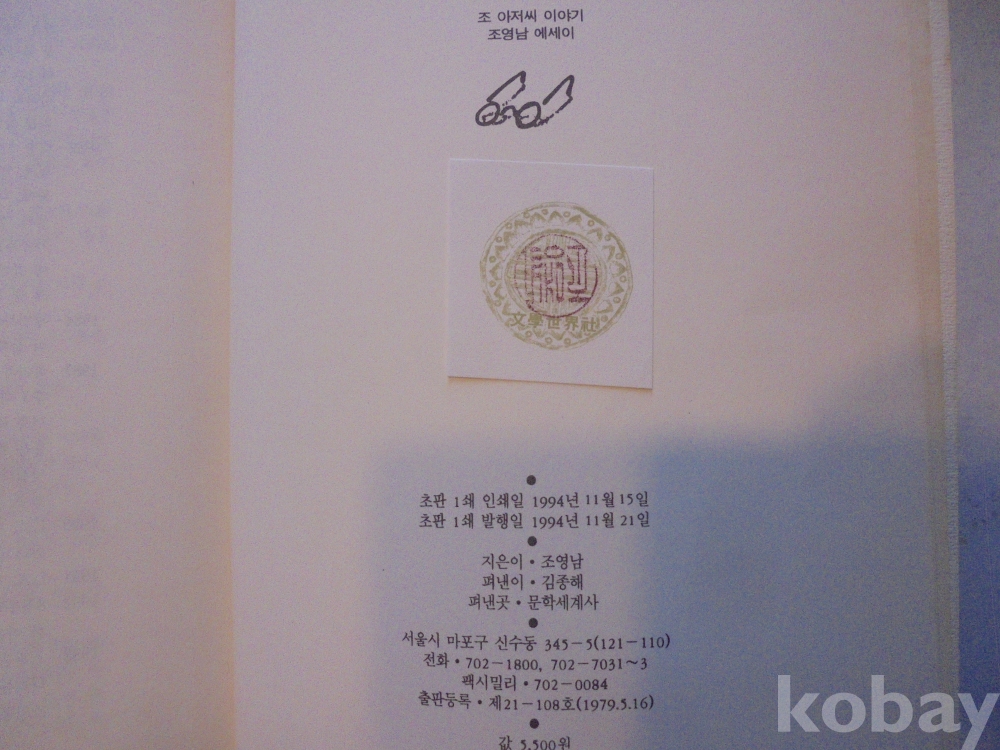 조 아저씨 이야기
조영남 에세이
文學世界社
초판 1쇄 인쇄일 1994년 11월 15일
초판 1쇄 발행일 1994년 11월 21일
지은이 • 조영남
펴낸이 • 김종해
펴낸곳 • 문학세계사
서울시 마포구 신수동 345-5(121-110)
전화 • 702-1800, 702-7031~3
팩시밀리 • 702-0084
출판등록 • 제21-108호(1979.5.16)
값 5,500원
kobay